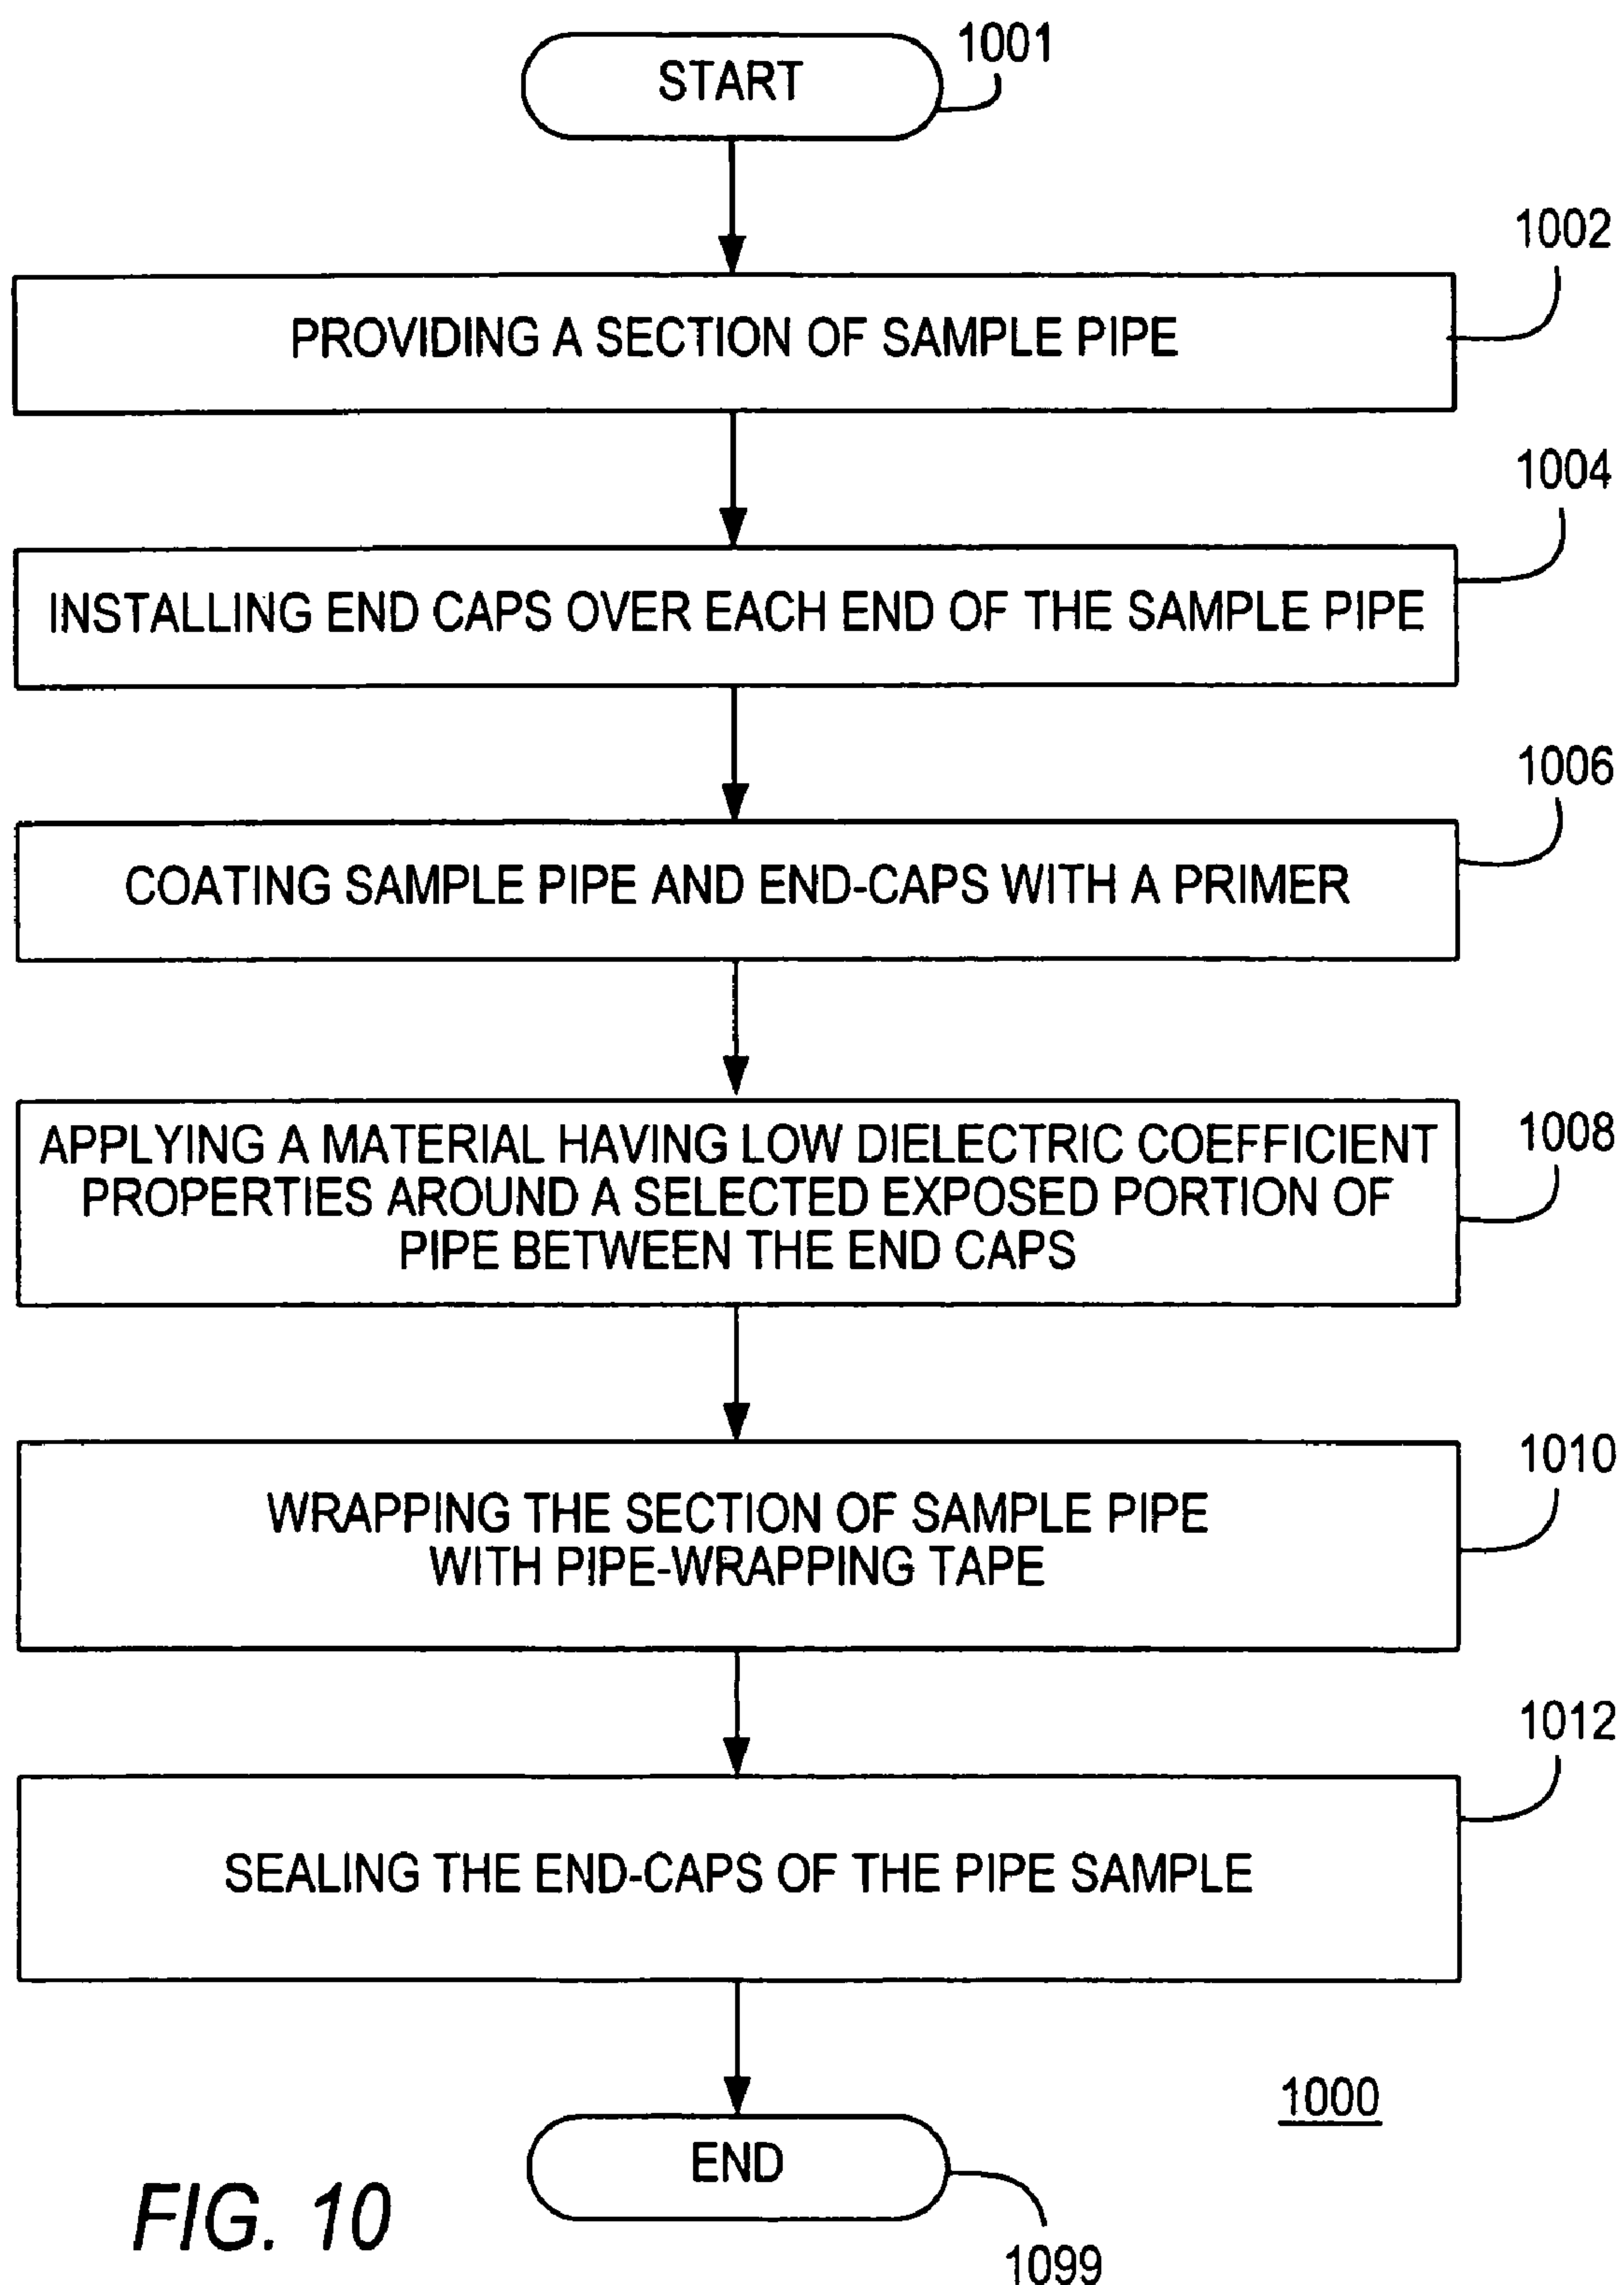 START
1001
1002
PROVIDING A SECTION OF SAMPLE PIPE
1004
INSTALLING END CAPS OVER EACH END OF THE SAMPLE PIPE
1006
COATING SAMPLE PIPE AND END-CAPS WITH A PRIMER
1008
APPLYING A MATERIAL HAVING LOW DIELECTRIC COEFFICIENT
PROPERTIES AROUND A SELECTED EXPOSED PORTION OF
PIPE BETWEEN THE END CAPS
1010
WRAPPING THE SECTION OF SAMPLE PIPE
WITH PIPE-WRAPPING TAPE
1012
SEALING THE END-CAPS OF THE PIPE SAMPLE
1000
END
FIG. 10
1099